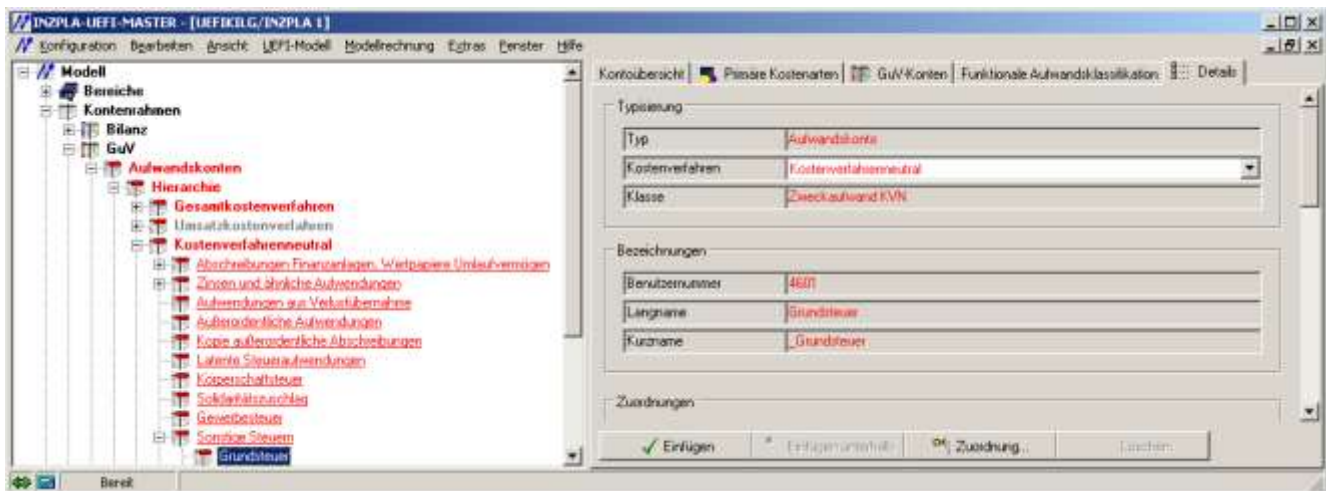 INZPLA-UEFI-MASTER - [UEFIKILG/INZPLA 1]
Konfiguration Bearbeiten Ansicht UEFI-Modell Modellrechnung Extras Fenster Hilfe
Modell
Bereiche
Kontenrahmen
Bilanz
GuV
Aufwandskonten
Hierarchie
Gesamtkostenverfahren
Umsatzkostenverfahren
Kostenverfahrenneutral
Abschreibungen Finanzanlagen, Wertpapiere Umlaufvermögen
Zinsen und ähnliche Aufwendungen
Aufwendungen aus Verlustübernahme
Außerordentliche Aufwendungen
Kopie außerordentliche Abschreibungen
Latente Steueraufwendungen
Körperschaftsteuer
Solidaritätszuschlag
Gewerbesteuer
Sonstige Steuern
Grundsteuer
Kontoübersicht Primäre Kostenarten GuV-Konten Funktionale Aufwandsklassifikation Details
Typisierung
Typ Aufwandskonto
Kostenverfahren Kostenverfahrenneutral
Klasse Zweckaufwand KVN
Bezeichnungen
Benutzernummer 4601
Langname Grundsteuer
Kurzname _Grundsteuer
Zuordnungen
Einfügen Einfügen unterhalb Zuordnung... Löschen
Bereit